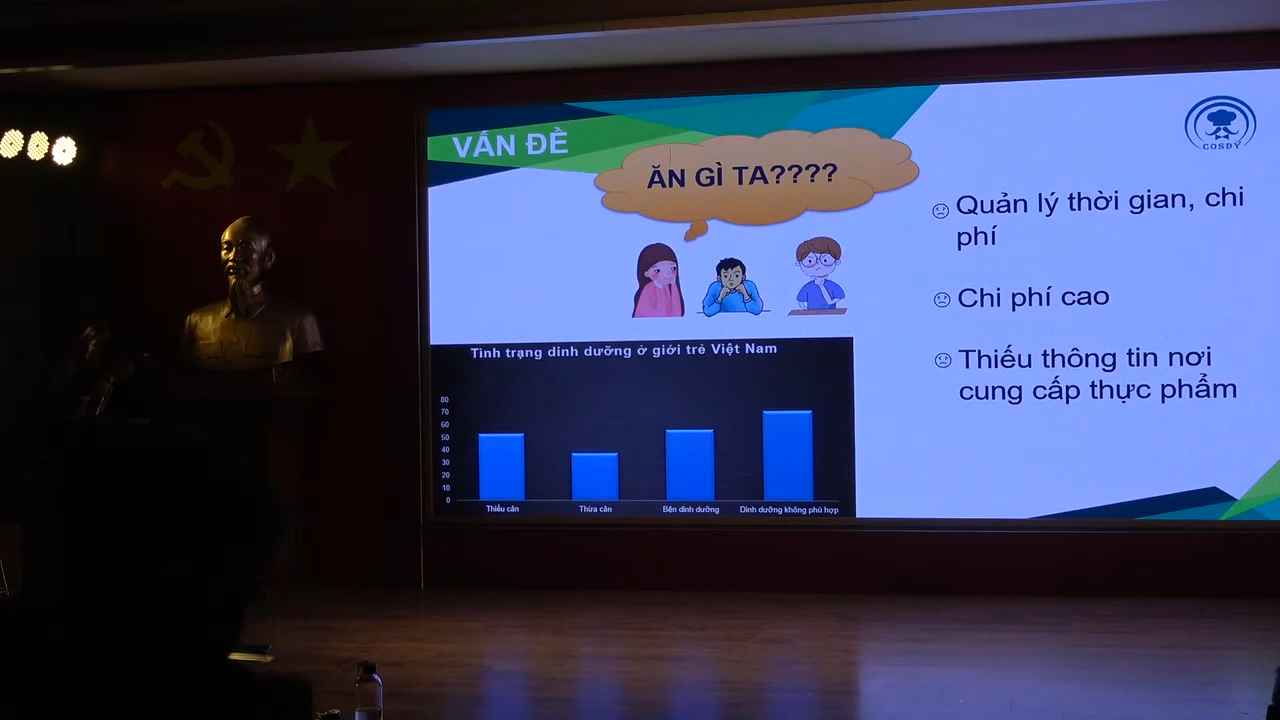 VẤN ĐỀ
ĂN GÌ TA????
COSDY
Quản lý thời gian, chi
phí
Chi phí cao
Thiếu thông tin nơi
cung cấp thực phẩm
Tình trạng dinh dưỡng ở giới trẻ Việt Nam
80
70
60
50
40
30
20
10
0
Thiếu cân
Thừa cân
Bện dinh dưỡng
Dinh dưỡng không phù hợp